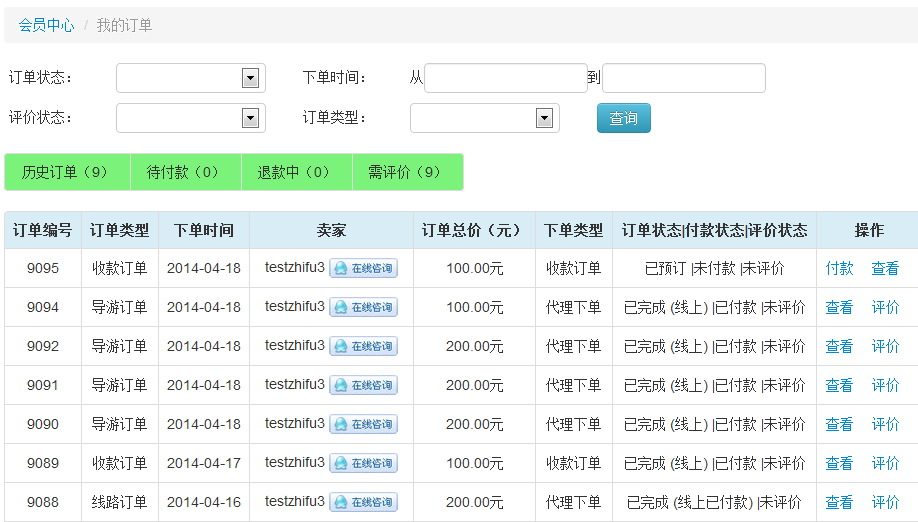 会员中心 / 我的订单
订单状态： 下单时间： 从 到
评价状态： 订单类型： 查询
历史订单（9） 待付款（0） 退款中（0） 需评价（9）
订单编号 订单类型 下单时间 卖家 订单总价（元） 下单类型 订单状态|付款状态|评价状态 操作
9095 收款订单 2014-04-18 testzhifu3 在线咨询 100.00元 收款订单 已预订 |未付款 |未评价 付款 查看
9094 导游订单 2014-04-18 testzhifu3 在线咨询 100.00元 代理下单 已完成 (线上) |已付款 |未评价 查看 评价
9092 导游订单 2014-04-18 testzhifu3 在线咨询 200.00元 代理下单 已完成 (线上) |已付款 |未评价 查看 评价
9091 导游订单 2014-04-18 testzhifu3 在线咨询 200.00元 代理下单 已完成 (线上) |已付款 |未评价 查看 评价
9090 导游订单 2014-04-18 testzhifu3 在线咨询 200.00元 代理下单 已完成 (线上) |已付款 |未评价 查看 评价
9089 收款订单 2014-04-17 testzhifu3 在线咨询 100.00元 收款订单 已完成 (线上) |已付款 |未评价 查看 评价
9088 线路订单 2014-04-16 testzhifu3 在线咨询 200.00元 代理下单 已完成 (线上已付款) |未评价 查看 评价